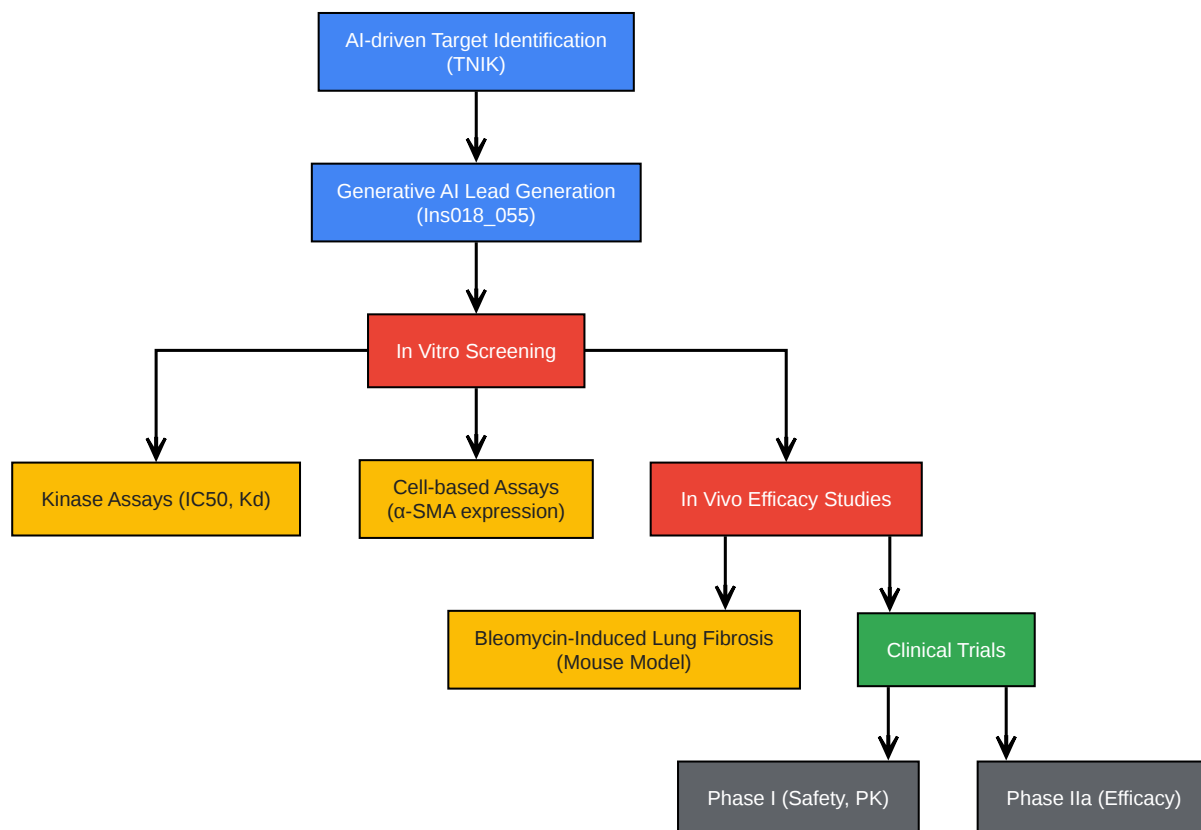 AI-driven Target Identification
(TNIK)
Generative AI Lead Generation
(Ins018_055)
In Vitro Screening
Kinase Assays (IC50, Kd)
Cell-based Assays
(α-SMA expression)
In Vivo Efficacy Studies
Bleomycin-Induced Lung Fibrosis
(Mouse Model)
Clinical Trials
Phase I (Safety, PK)
Phase IIa (Efficacy)